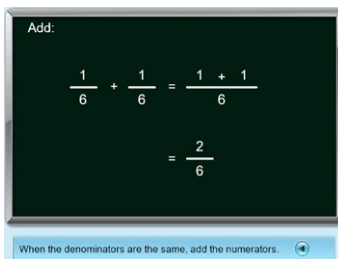 Add:
1/6 + 1/6 = 1 + 1/6
= 2/6
When the denominators are the same, add the numerators.